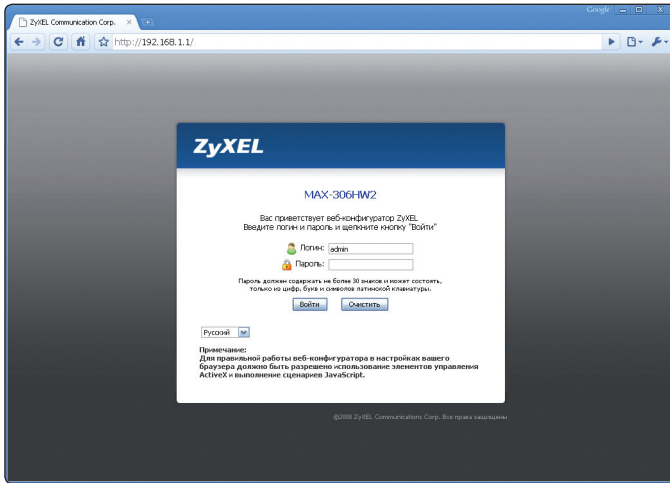 Google
ZyXEL Communication Corp.
http://192.168.1.1/
ZyXEL
MAX-306HW2
Вас приветствует веб-конфигуратор ZyXEL
Введите логин и пароль и щелкните кнопку "Войти"
Логин: admin
Пароль:
Пароль должен содержать не более 30 знаков и может состоять,
только из цифр, букв и символов латинской клавиатуры.
Войти Очистить
Русский
Примечание:
Для правильной работы веб-конфигуратора в настройках вашего
браузера должно быть разрешено использование элементов управления
ActiveX и выполнение сценариев JavaScript.
©2008 ZyXEL Communications Corp. Все права защищены